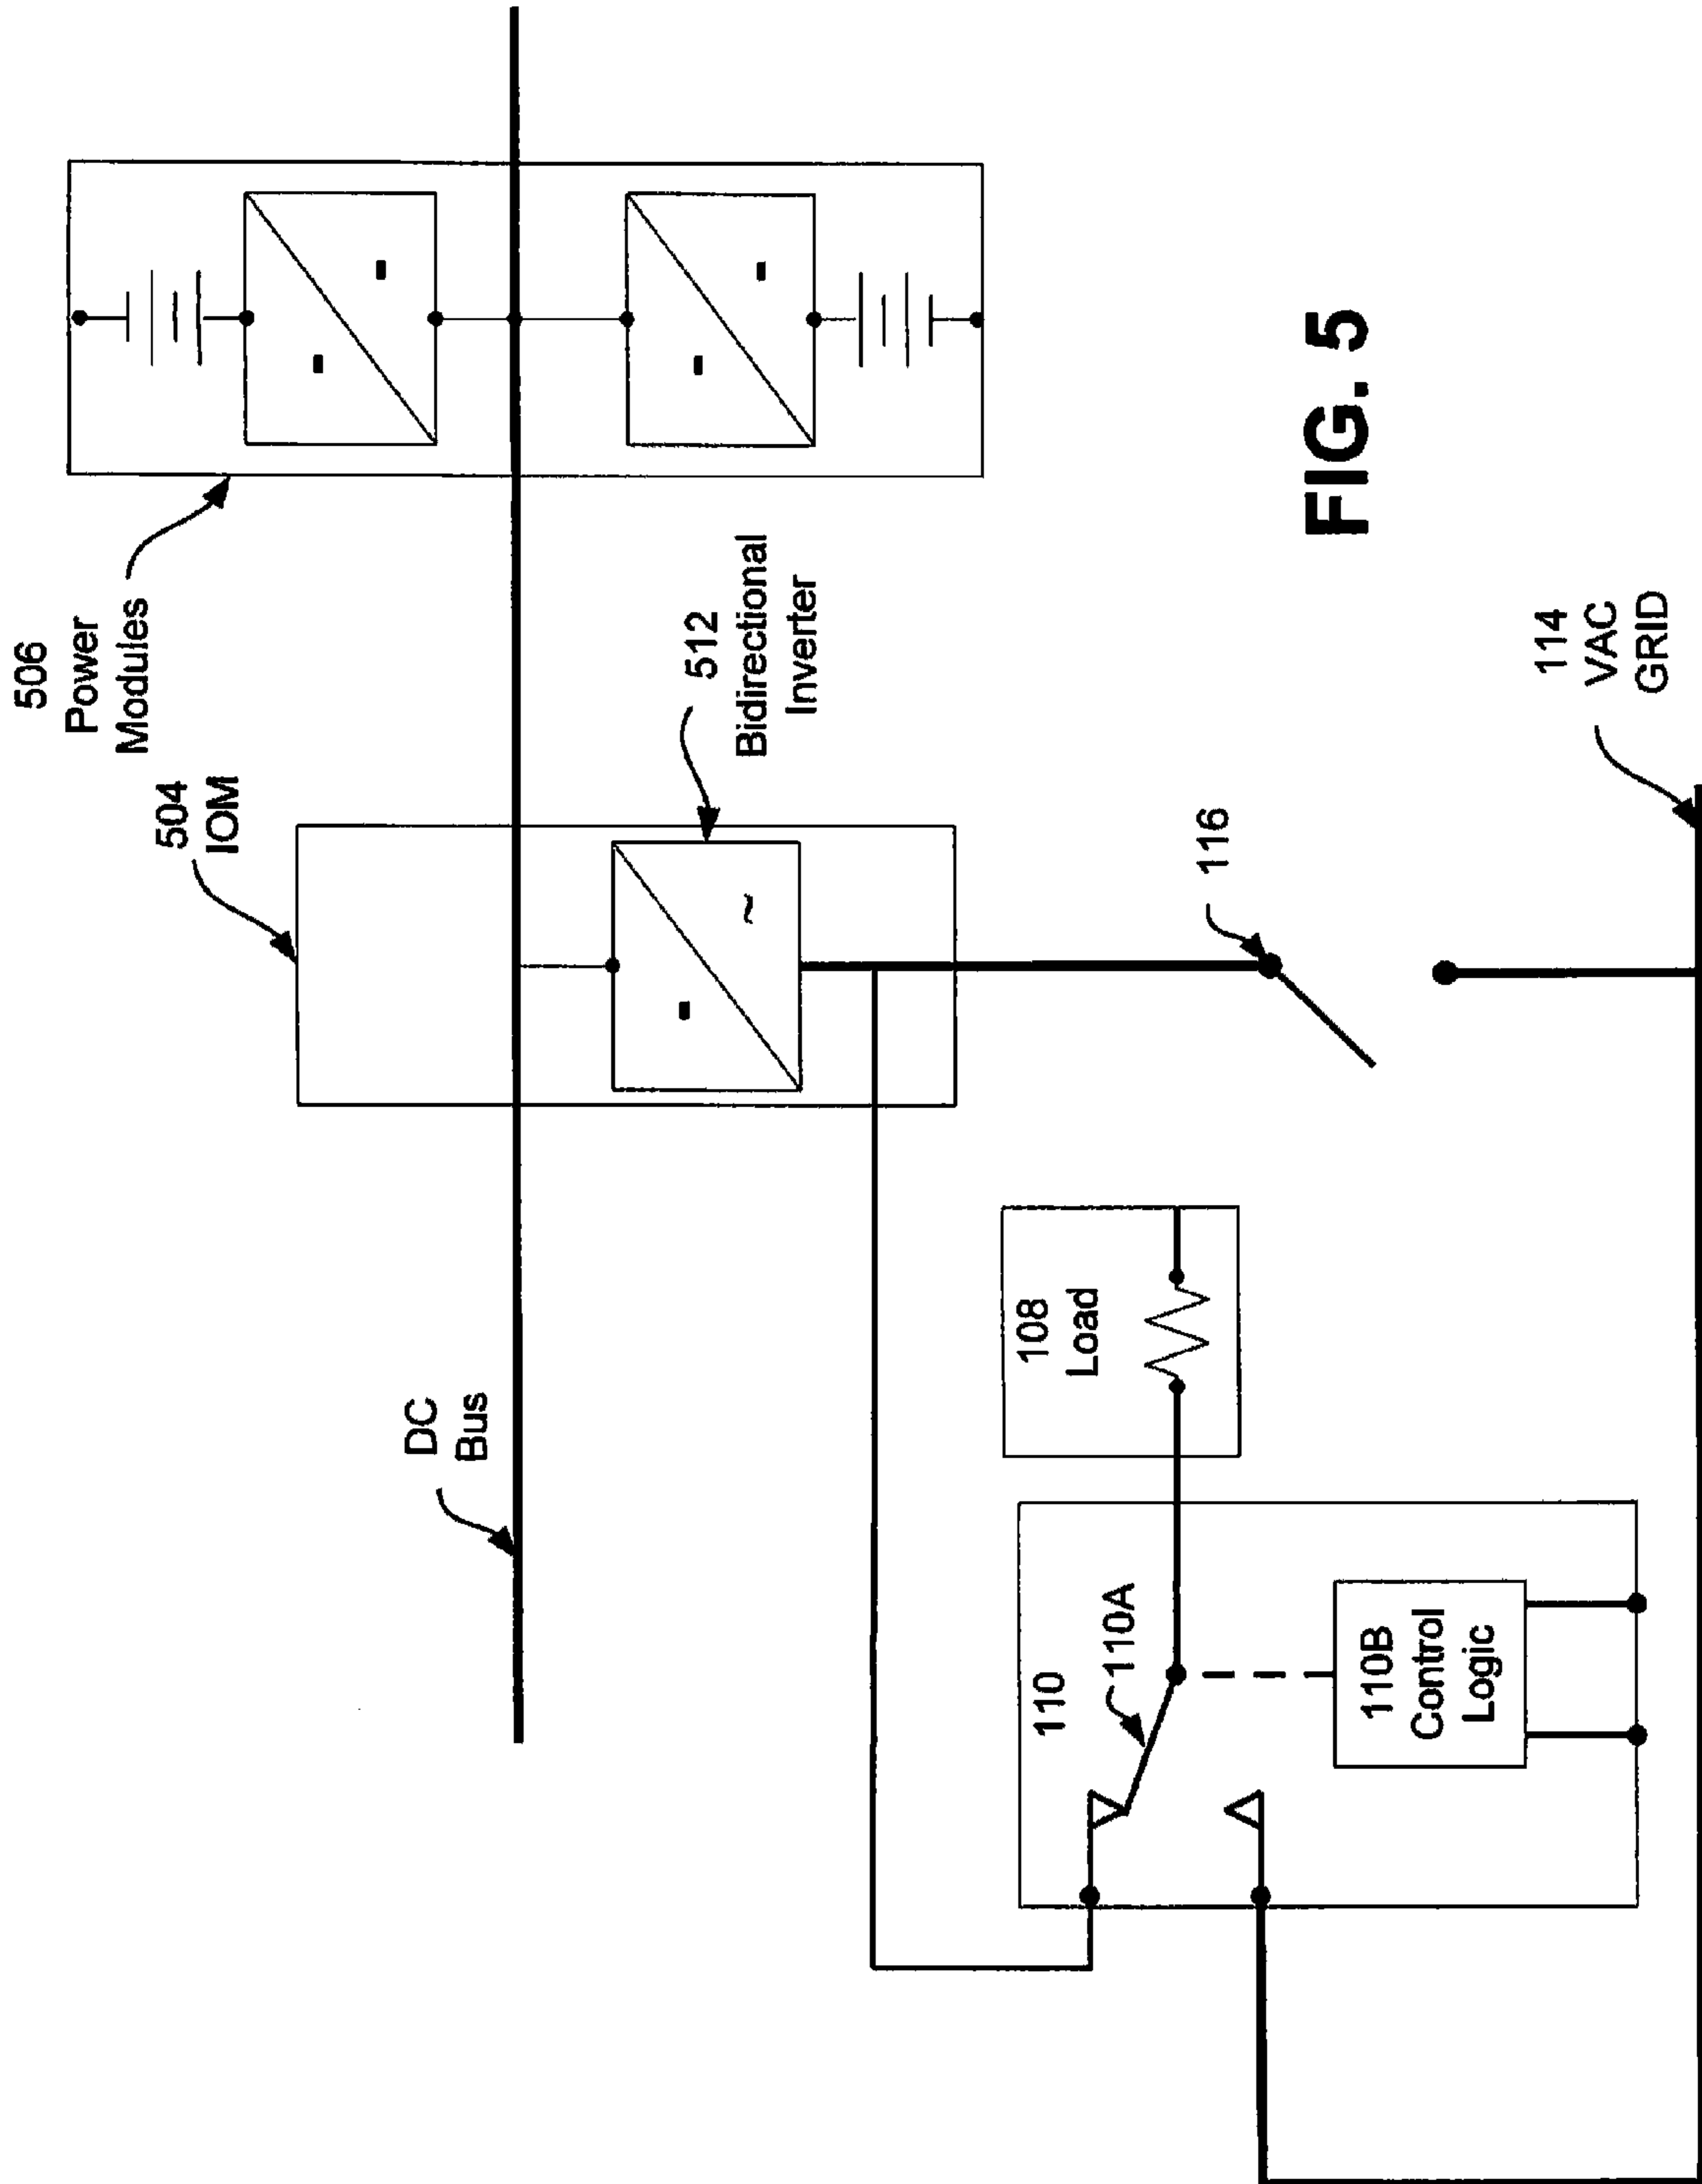 506
Power
Modules
504
IOM
512
Bidirectional
Inverter
DC
Bus
116
108
Load
110
110A
110B
Control
Logic
114
VAC
GRID
FIG. 5